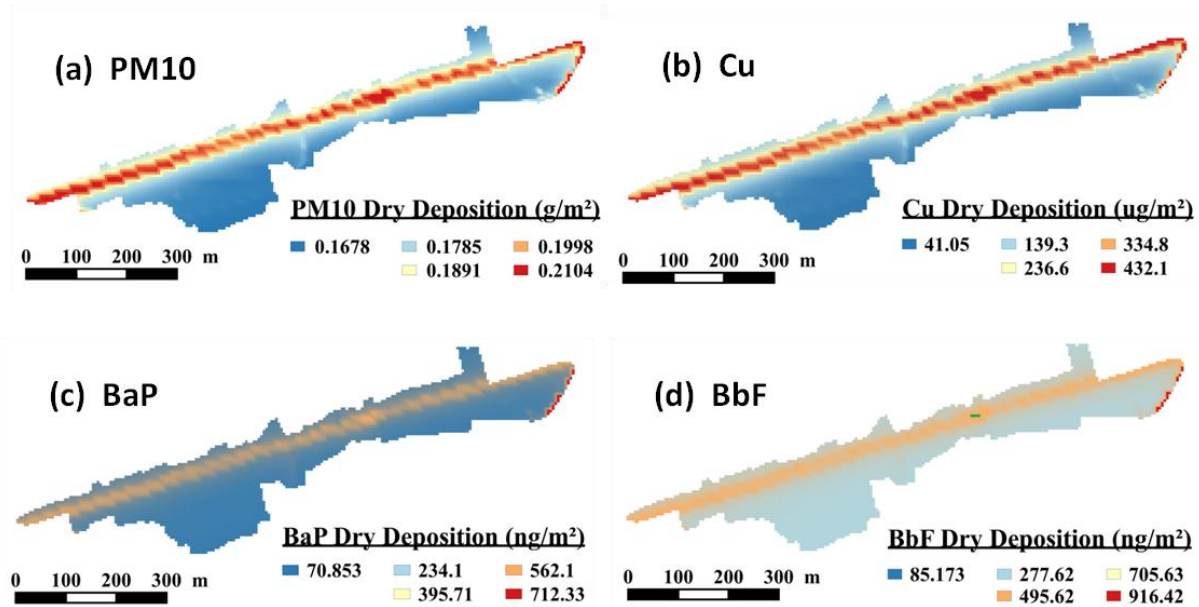 (a) PM10
PM10 Dry Deposition (g/m²)
0.1678 0.1785 0.1998
0.1891 0.2104
0 100 200 300 m
(b) Cu
Cu Dry Deposition (ug/m²)
41.05 139.3 334.8
236.6 432.1
0 100 200 300 m
(c) BaP
BaP Dry Deposition (ng/m²)
70.853 234.1 562.1
395.71 712.33
0 100 200 300 m
(d) BbF
BbF Dry Deposition (ng/m²)
85.173 277.62 705.63
495.62 916.42
0 100 200 300 m